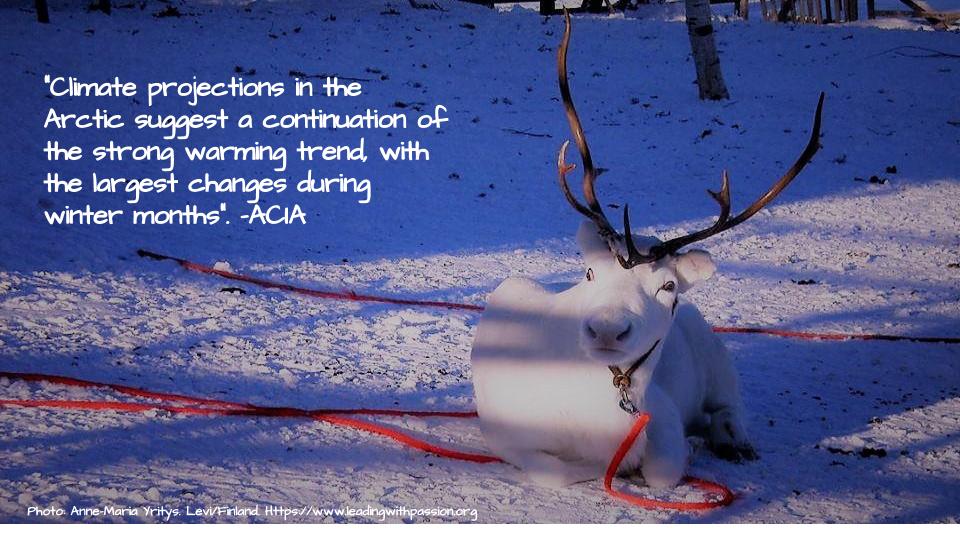 "Climate projections in the
Arctic suggest a continuation of
the strong warming trend, with
the largest changes during
winter months". -ACIA
Photo: Anne-Maria Yritys. Levi/Finland. Https://www.leadingwithpassion.org